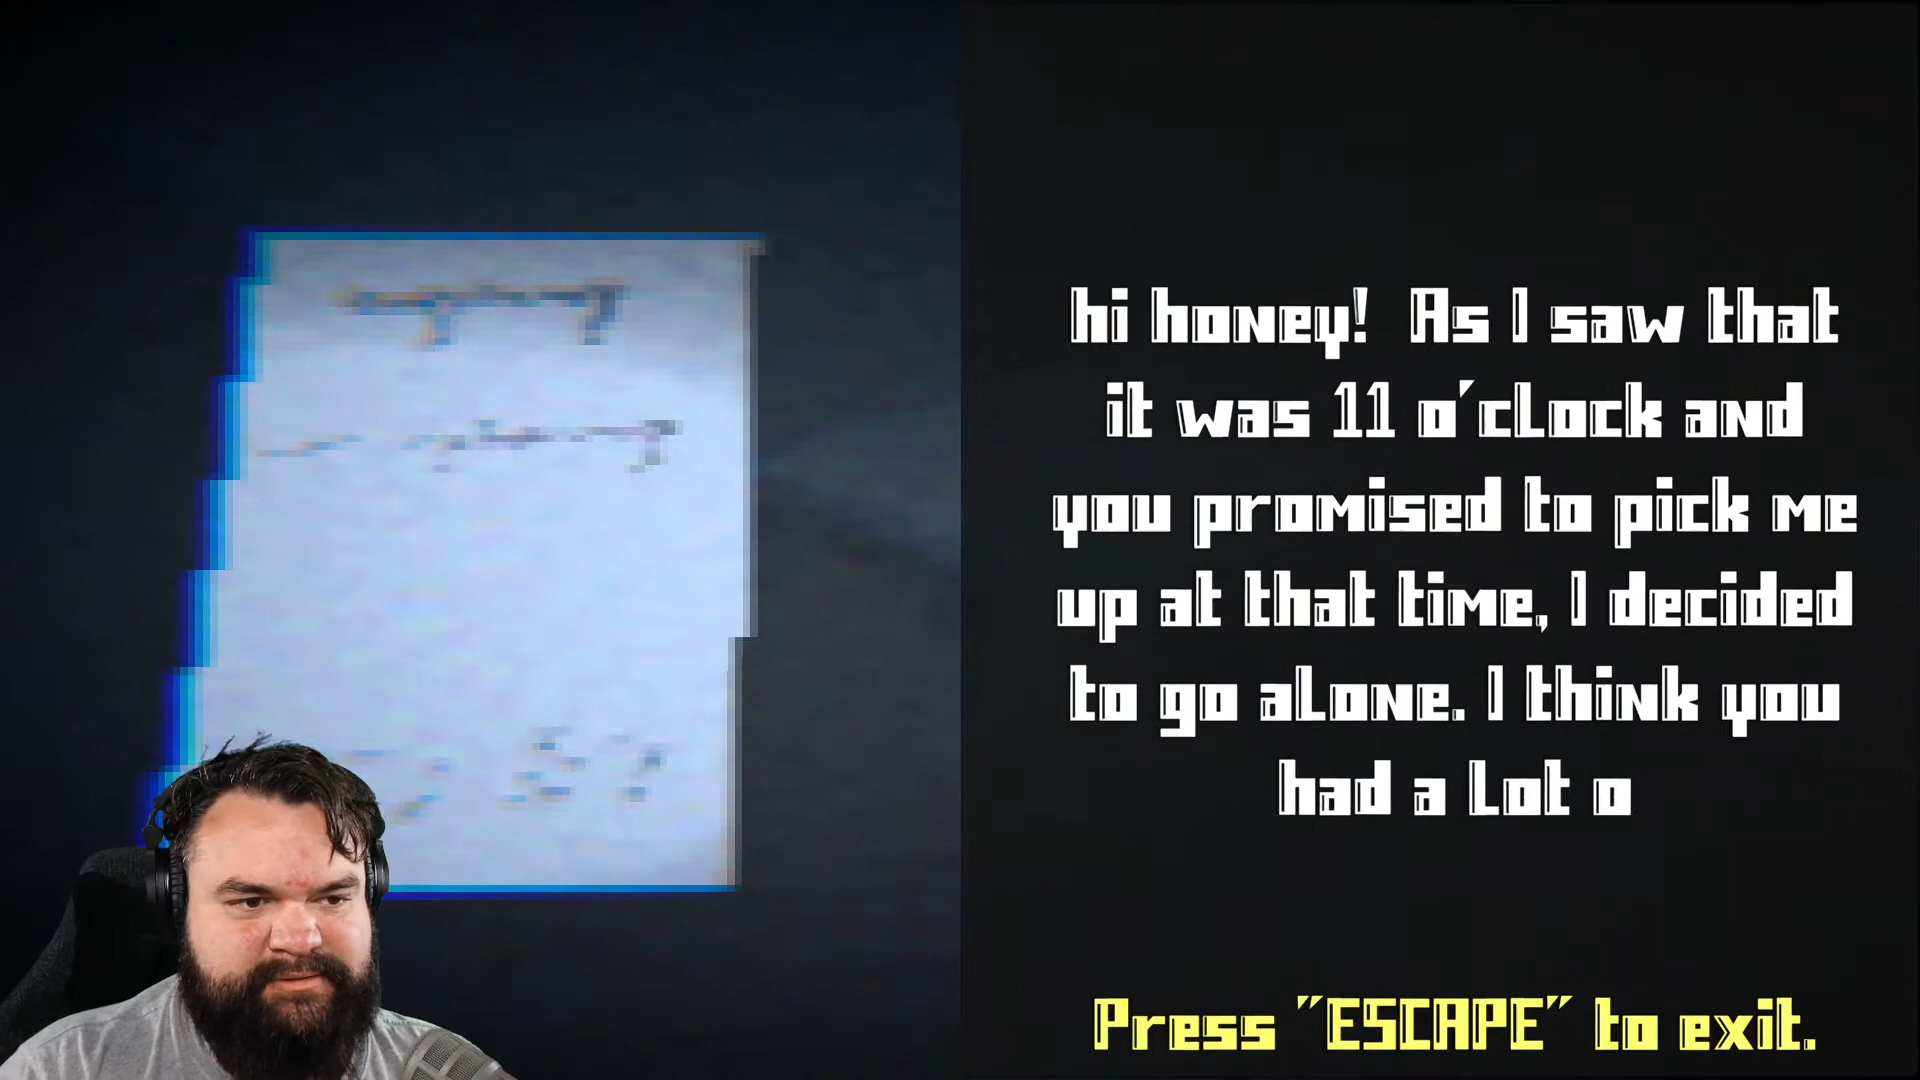 hi honey! As I saw that
it was 11 o'clock and
you promised to pick me
up at that time, I decided
to go alone. I think you
had a lot o
Press "ESCAPE" to exit.